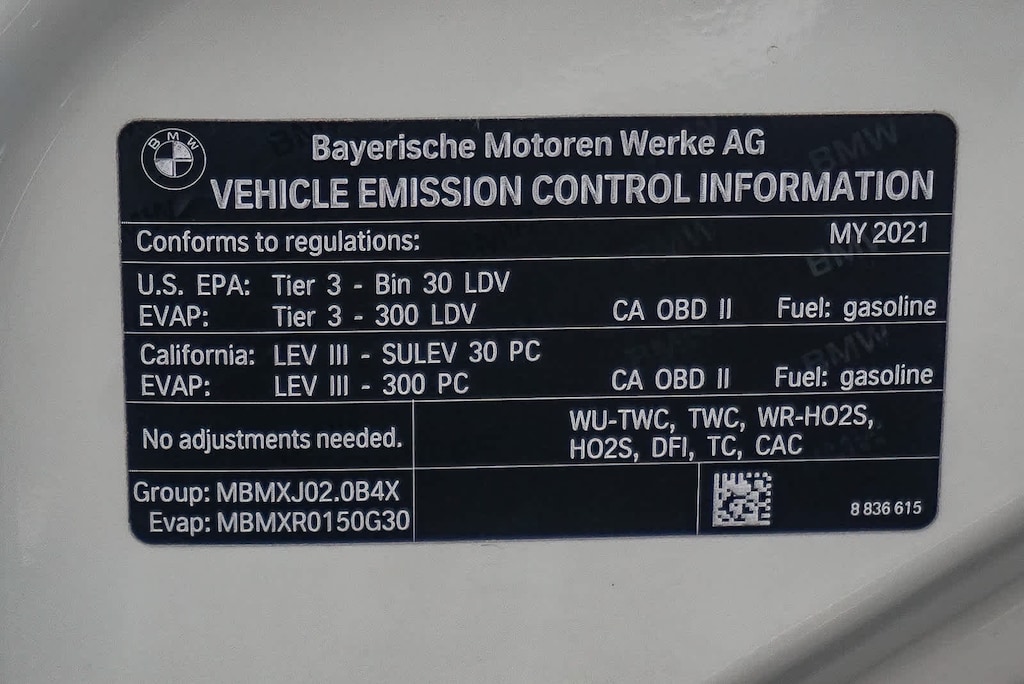 BMW
Bayerische Motoren Werke AG
VEHICLE EMISSION CONTROL INFORMATION
Conforms to regulations: MY 2021
U.S. EPA: Tier 3 - Bin 30 LDV
EVAP: Tier 3 - 300 LDV CA OBD II Fuel: gasoline
California: LEV III - SULEV 30 PC
EVAP: LEV III - 300 PC CA OBD II Fuel: gasoline
No adjustments needed.
WU-TWC, TWC, WR-HO2S,
HO2S, DFI, TC, CAC
Group: MBMXJ02.0B4X
Evap: MBMXR0150G30
8 836 615